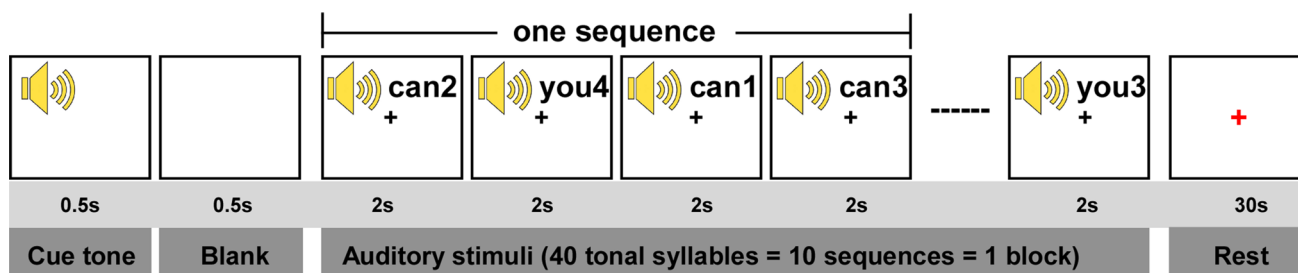 one sequence
can2 you4 can1 can3 ------ you3
+ + + + + +
0.5s 0.5s 2s 2s 2s 2s 2s 30s
Cue tone Blank Auditory stimuli (40 tonal syllables = 10 sequences = 1 block) Rest